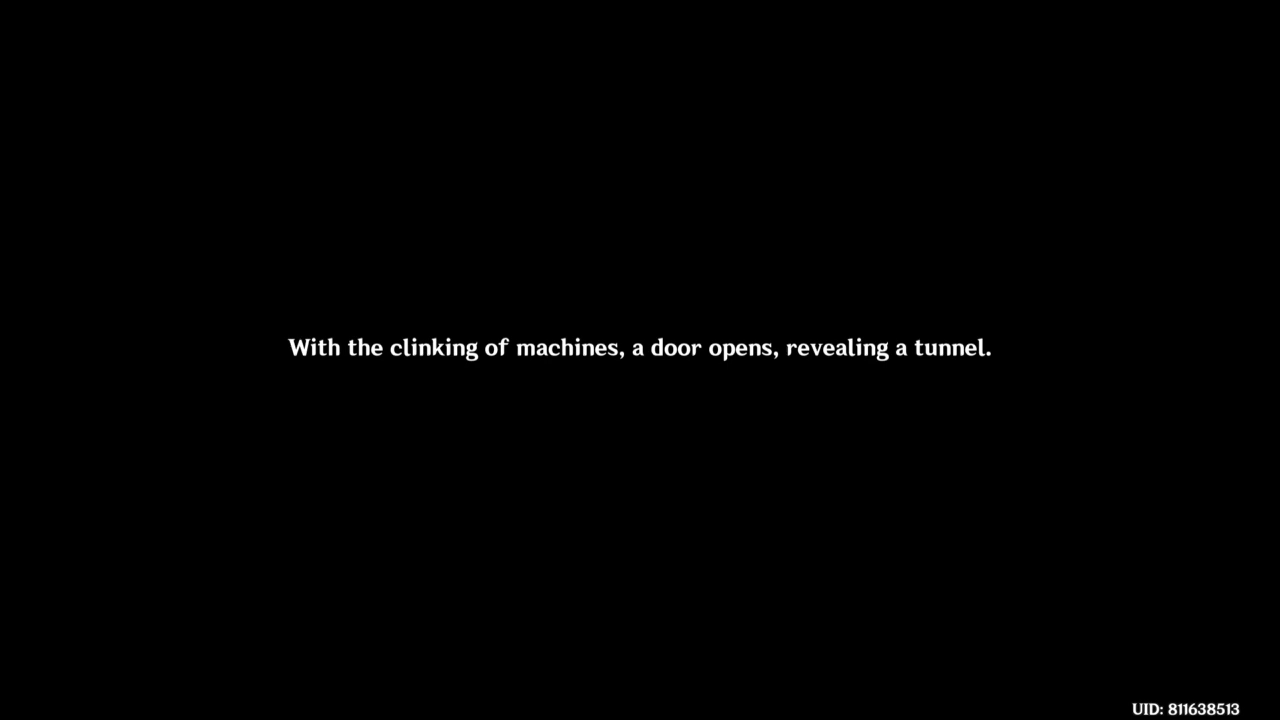 With the clinking of machines, a door opens, revealing a tunnel.
UID: 811638513